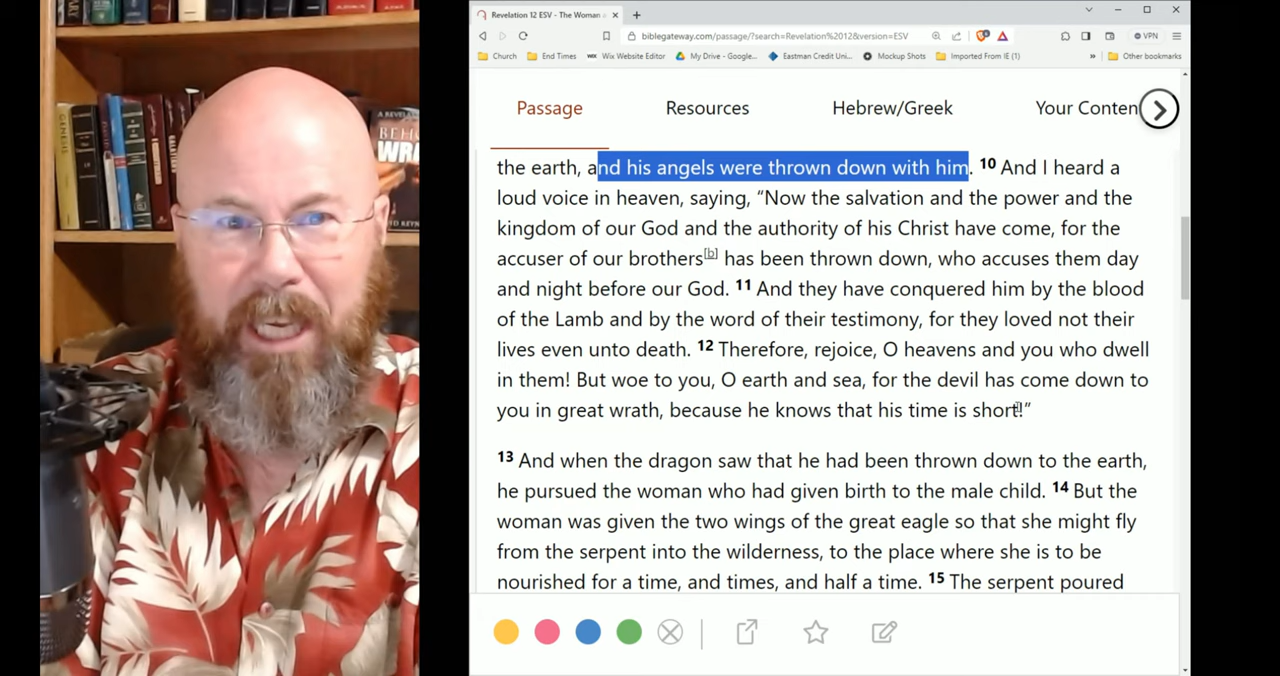 Revelation 12 ESV - The Woman a
biblegateway.com/passage/?search=Revelation%2012&version=ESV
VPN
Church
End Times
WIX Wix Website Editor
My Drive - Google...
Eastman Credit Uni...
Mockup Shots
Imported From IE (1)
»
Other bookmarks
Passage
Resources
Hebrew/Greek
Your Conten
the earth, and his angels were thrown down with him. 10 And I heard a
loud voice in heaven, saying, “Now the salvation and the power and the
kingdom of our God and the authority of his Christ have come, for the
accuser of our brothers[b] has been thrown down, who accuses them day
and night before our God. 11 And they have conquered him by the blood
of the Lamb and by the word of their testimony, for they loved not their
lives even unto death. 12 Therefore, rejoice, O heavens and you who dwell
in them! But woe to you, O earth and sea, for the devil has come down to
you in great wrath, because he knows that his time is short!”
13 And when the dragon saw that he had been thrown down to the earth,
he pursued the woman who had given birth to the male child. 14 But the
woman was given the two wings of the great eagle so that she might fly
from the serpent into the wilderness, to the place where she is to be
nourished for a time, and times, and half a time. 15 The serpent poured
GENESIS
A REVELA
BEHO
WRA